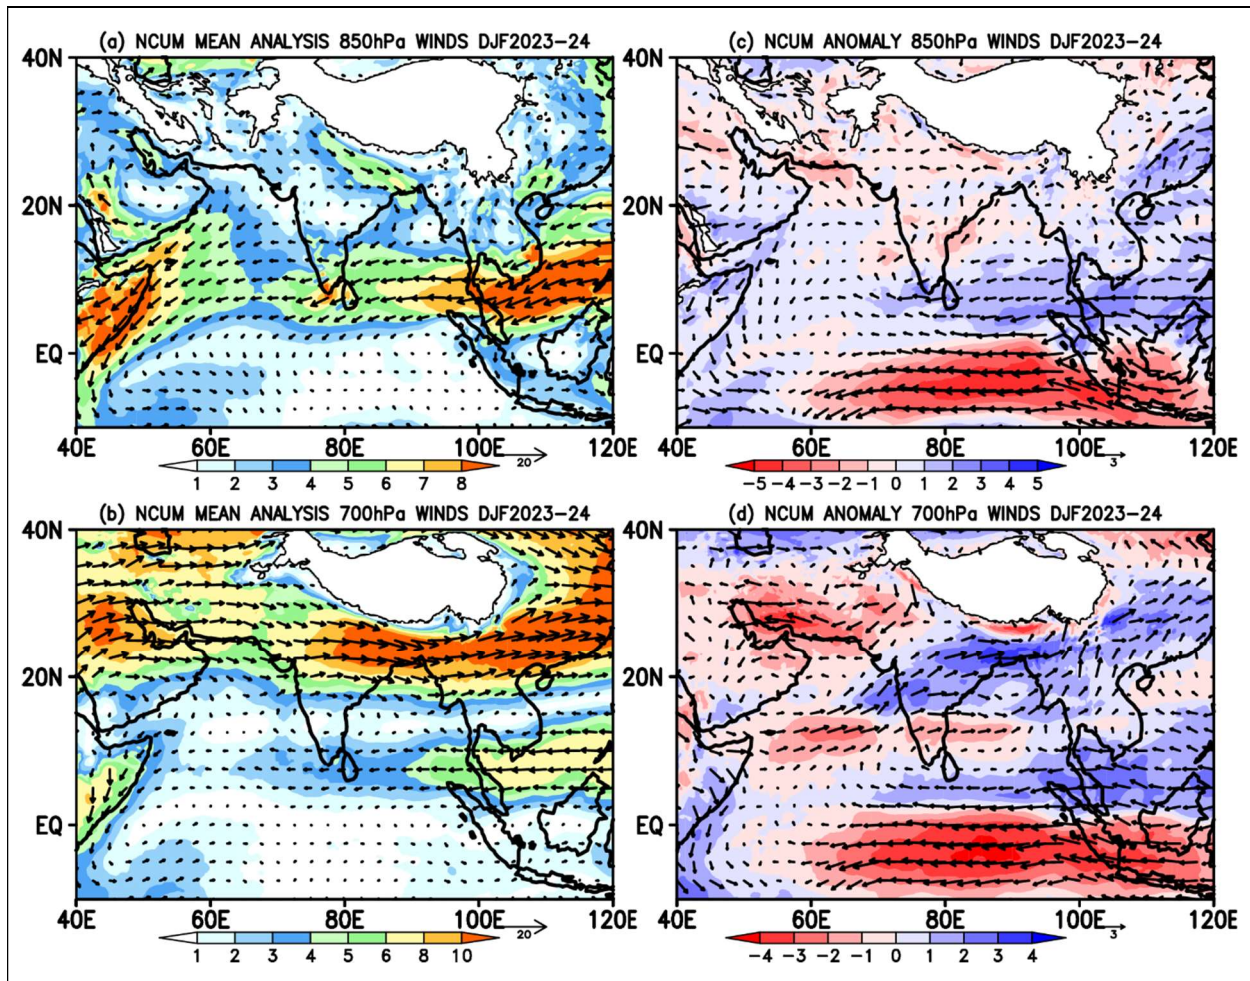 (a) NCUM MEAN ANALYSIS 850hPa WINDS DJF2023-24
40N
20N
EQ
40E 60E 80E 100E 120E
1 2 3 4 5 6 7 8
20
(c) NCUM ANOMALY 850hPa WINDS DJF2023-24
40N
20N
EQ
40E 60E 80E 100E 120E
-5 -4 -3 -2 -1 0 1 2 3 4 5
3
(b) NCUM MEAN ANALYSIS 700hPa WINDS DJF2023-24
40N
20N
EQ
40E 60E 80E 100E 120E
1 2 3 4 5 6 8 10
20
(d) NCUM ANOMALY 700hPa WINDS DJF2023-24
40N
20N
EQ
40E 60E 80E 100E 120E
-4 -3 -2 -1 0 1 2 3 4
3